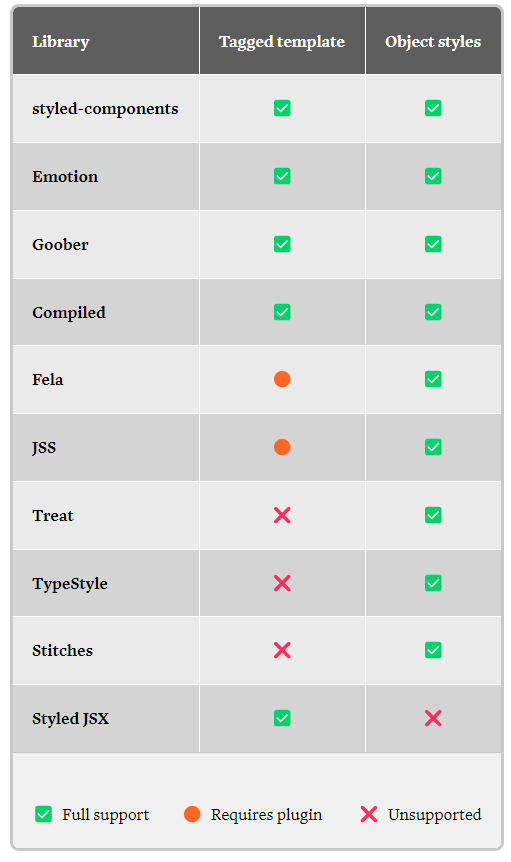 Library Tagged template Object styles
styled-components
Emotion
Goober
Compiled
Fela
JSS
Treat
TypeStyle
Stitches
Styled JSX
Full support Requires plugin Unsupported